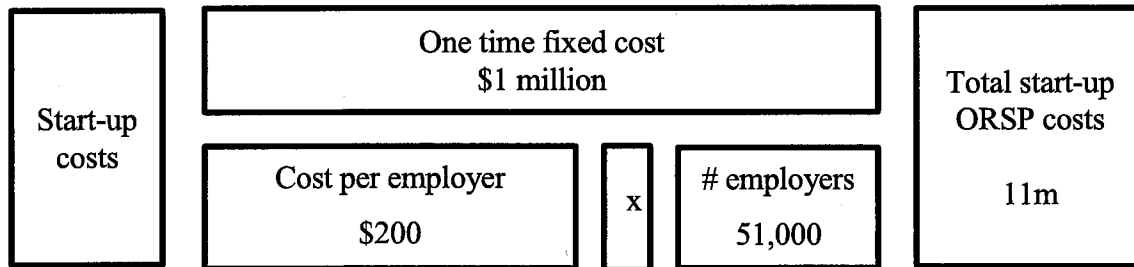 Start-up
costs
One time fixed cost
$1 million
Cost per employer
$200
x
# employers
51,000
Total start-up
ORSP costs
11m